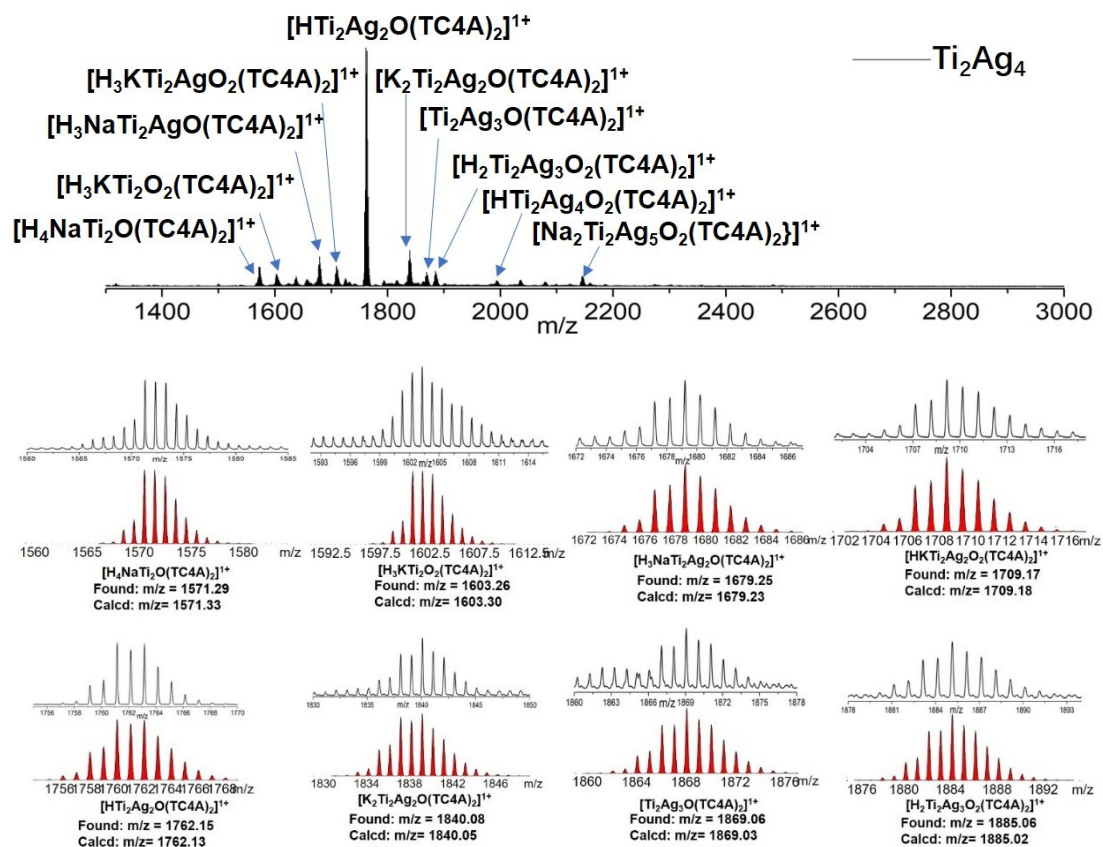 [HTi₂Ag₂O(TC4A)₂]¹⁺
Ti₂Ag₄
[H₃KTi₂AgO₂(TC4A)₂]¹⁺
[K₂Ti₂Ag₂O(TC4A)₂]¹⁺
[H₃NaTi₂AgO(TC4A)₂]¹⁺
[Ti₂Ag₃O(TC4A)₂]¹⁺
[H₃KTi₂O₂(TC4A)₂]¹⁺
[H₂Ti₂Ag₃O₂(TC4A)₂]¹⁺
[H₄NaTi₂O(TC4A)₂]¹⁺
[HTi₂Ag₄O₂(TC4A)₂]¹⁺
[Na₂Ti₂Ag₅O₂(TC4A)₂}]¹⁺
1400 1600 1800 2000 2200 2400 2600 2800 3000
m/z
1560 1565 1570 1575 1580 1585
1593 1596 1599 1602 1605 1608 1611 1614
m/z
1672 1674 1676 1678 1680 1682 1684 1686
m/z
1704 1707 m/z 1710 1713 1716
1560 1565 1570 1575 1580 m/z
1592.5 1597.5 1602.5 1607.5 1612.5
m/z
1672 1674 1676 1678 1680 1682 1684 1686 m/z
1702 1704 1706 1708 1710 1712 1714 1716 m/z
[H₄NaTi₂O(TC4A)₂]¹⁺
Found: m/z = 1571.29
Calcd: m/z= 1571.33
[H₃KTi₂O₂(TC4A)₂]¹⁺
Found: m/z = 1603.26
Calcd: m/z= 1603.30
[H₃NaTi₂Ag₂O(TC4A)₂]¹⁺
Found: m/z = 1679.25
Calcd: m/z= 1679.23
[HKTi₂Ag₂O₂(TC4A)₂]¹⁺
Found: m/z = 1709.17
Calcd: m/z = 1709.18
1756 1758 1760 1762 1764 1766 1768 1770
m/z
1830 1835 m/z 1840 1845 1850
1860 1863 1866 1869 1872 1875 1878
m/z
1878 1881 1884 m/z 1887 1890 1893
1756 1758 1760 1762 1764 1766 1768 m/z
1830 1834 1838 1842 1846 m/z
1860 1864 1868 1872 1876 m/z
1876 1880 1884 1888 1892 m/z
[HTi₂Ag₂O(TC4A)₂]¹⁺
Found: m/z = 1762.15
Calcd: m/z = 1762.13
[K₂Ti₂Ag₂O(TC4A)₂]¹⁺
Found: m/z = 1840.08
Calcd: m/z = 1840.05
[Ti₂Ag₃O(TC4A)₂]¹⁺
Found: m/z = 1869.06
Calcd: m/z = 1869.03
[H₂Ti₂Ag₃O₂(TC4A)₂]¹⁺
Found: m/z = 1885.06
Calcd: m/z = 1885.02